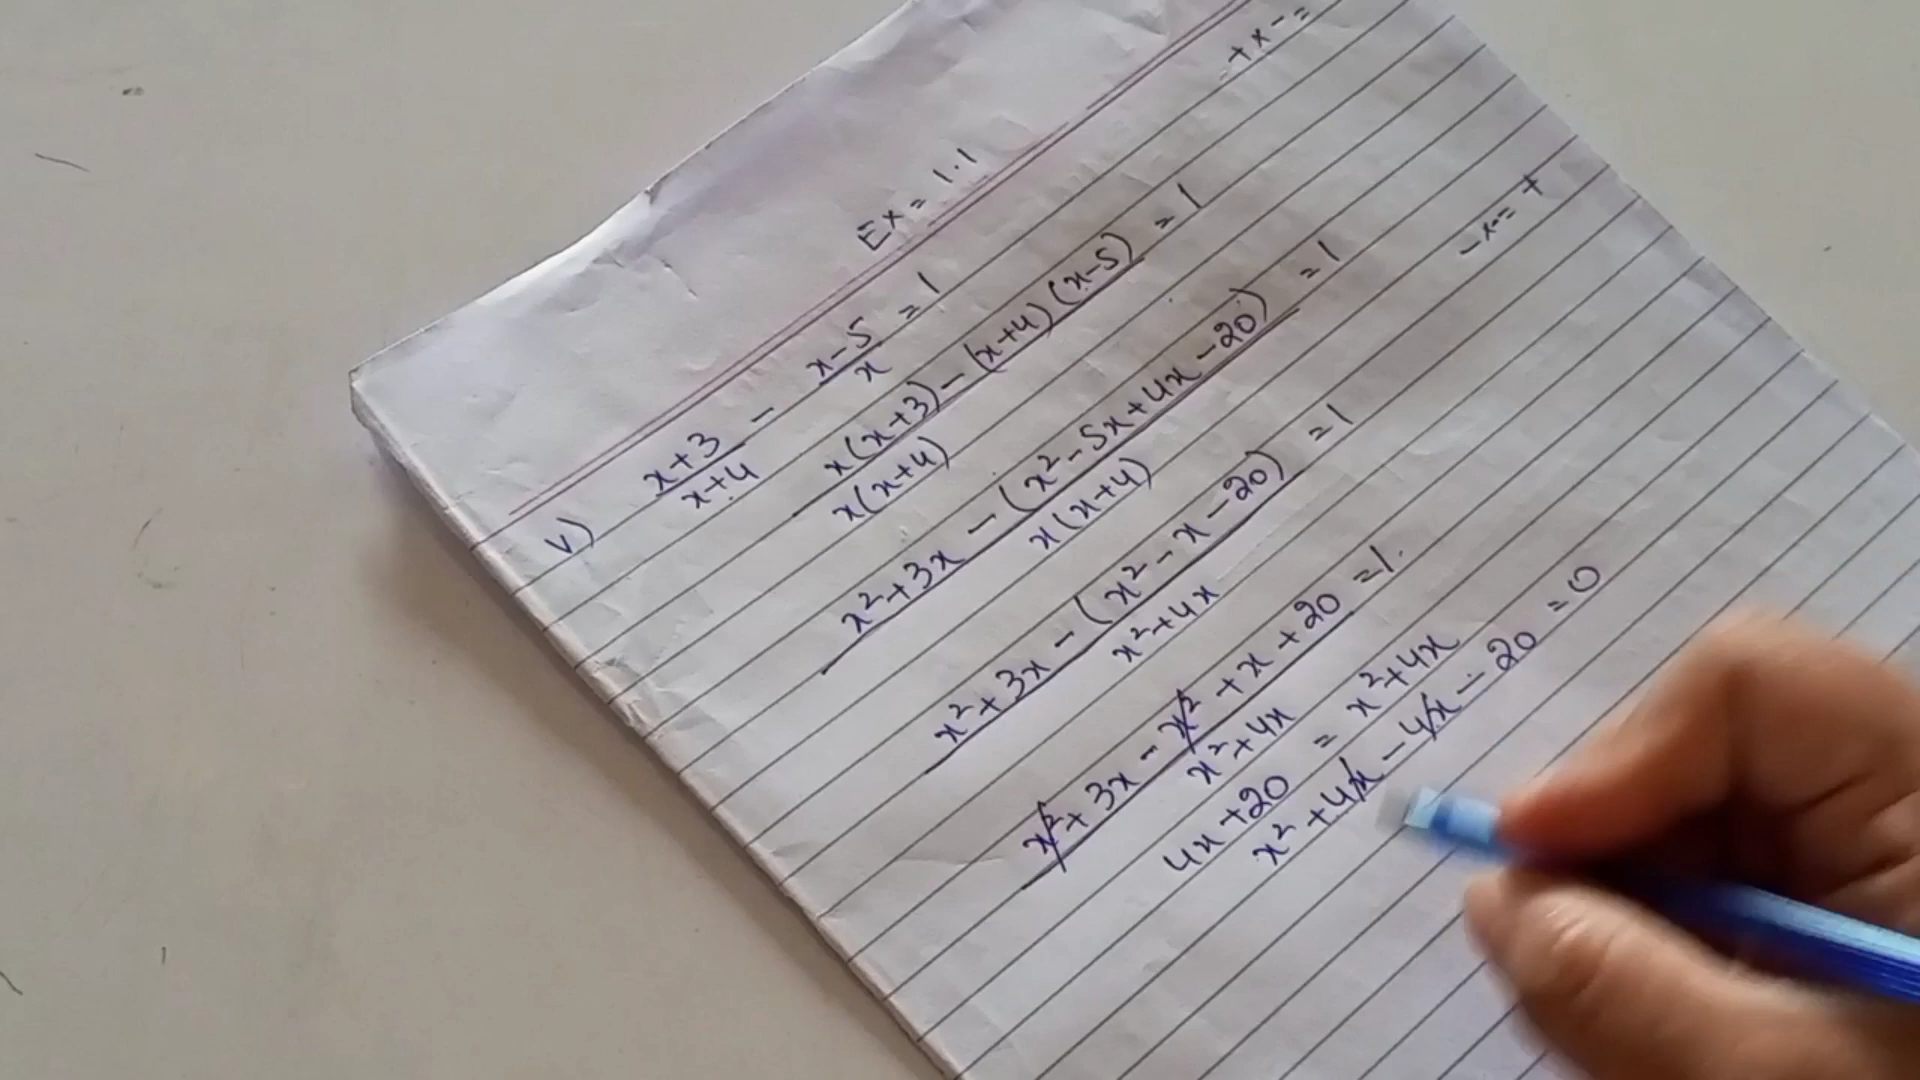 - + x - =
Ex = 1.1
- x - = +
v) x+3/x+4 - x-5/x = 1
x(x+3) - (x+4)(x-5)/x(x+4) = 1
x²+3x - (x²-5x+4x-20)/x(x+4) = 1
x²+3x - (x²-x-20)/x²+4x = 1
x²+3x - x²+x+20/x²+4x = 1
4x+20 = x²+4x
x²+4x-4x-20=0